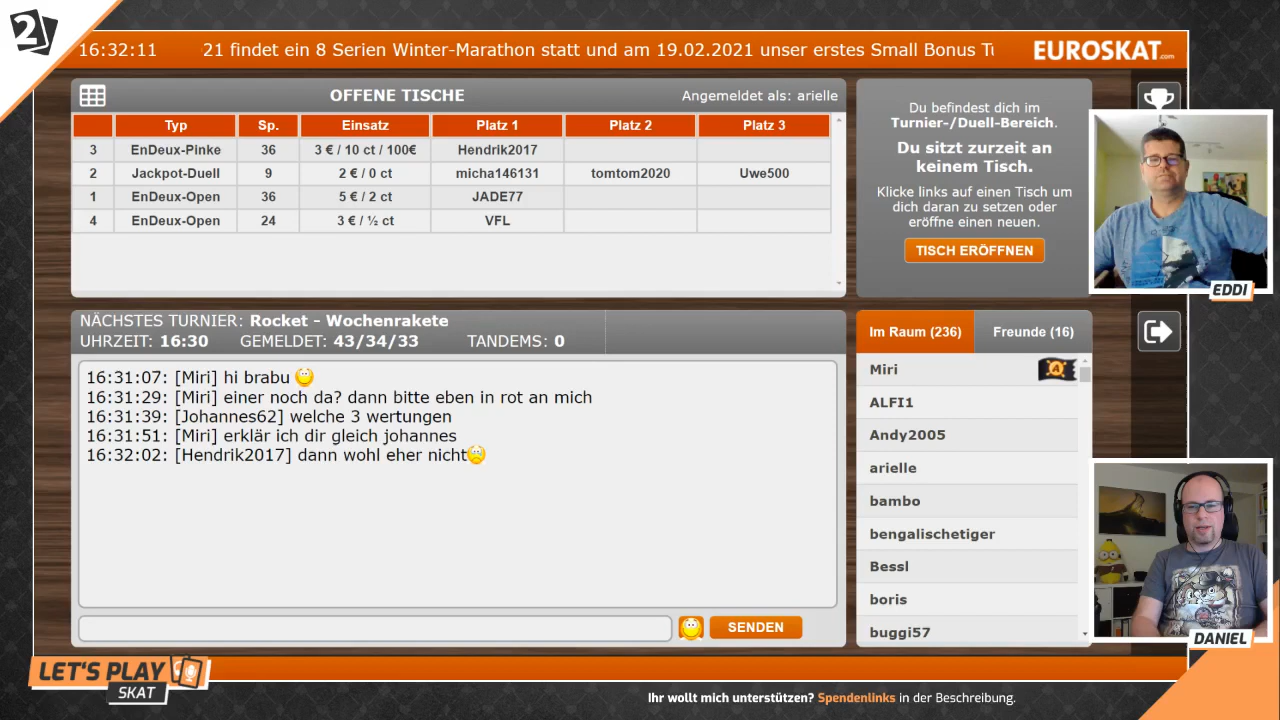 2
16:32:11
21 findet ein 8 Serien Winter-Marathon statt und am 19.02.2021 unser erstes Small Bonus
EUROSKAT.com
OFFENE TISCHE
Angemeldet als: arielle
Typ Sp. Einsatz Platz 1 Platz 2 Platz 3
3 EnDeux-Pinke 36 3 € / 10 ct / 100€ Hendrik2017
2 Jackpot-Duell 9 2 € / 0 ct micha146131 tomtom2020 Uwe500
1 EnDeux-Open 36 5 € / 2 ct JADE77
4 EnDeux-Open 24 3 € / ½ ct VFL
Du befindest dich im
Turnier-/Duell-Bereich.
Du sitzt zurzeit an
keinem Tisch.
Klicke links auf einen Tisch um
dich daran zu setzen oder
eröffne einen neuen.
TISCH ERÖFFNEN
EDDI
NÄCHSTES TURNIER: Rocket - Wochenrakete
UHRZEIT: 16:30 GEMELDET: 43/34/33 TANDEMS: 0
16:31:07: [Miri] hi brabu
16:31:29: [Miri] einer noch da? dann bitte eben in rot an mich
16:31:39: [Johannes62] welche 3 wertungen
16:31:51: [Miri] erklär ich dir gleich johannes
16:32:02: [Hendrik2017] dann wohl eher nicht
SENDEN
Im Raum (236) Freunde (16)
Miri
A
ALFI1
Andy2005
arielle
bambo
bengalischetiger
Bessl
boris
buggi57
DANIEL
LET'S PLAY
SKAT
Ihr wollt mich unterstützen? Spendenlinks in der Beschreibung.